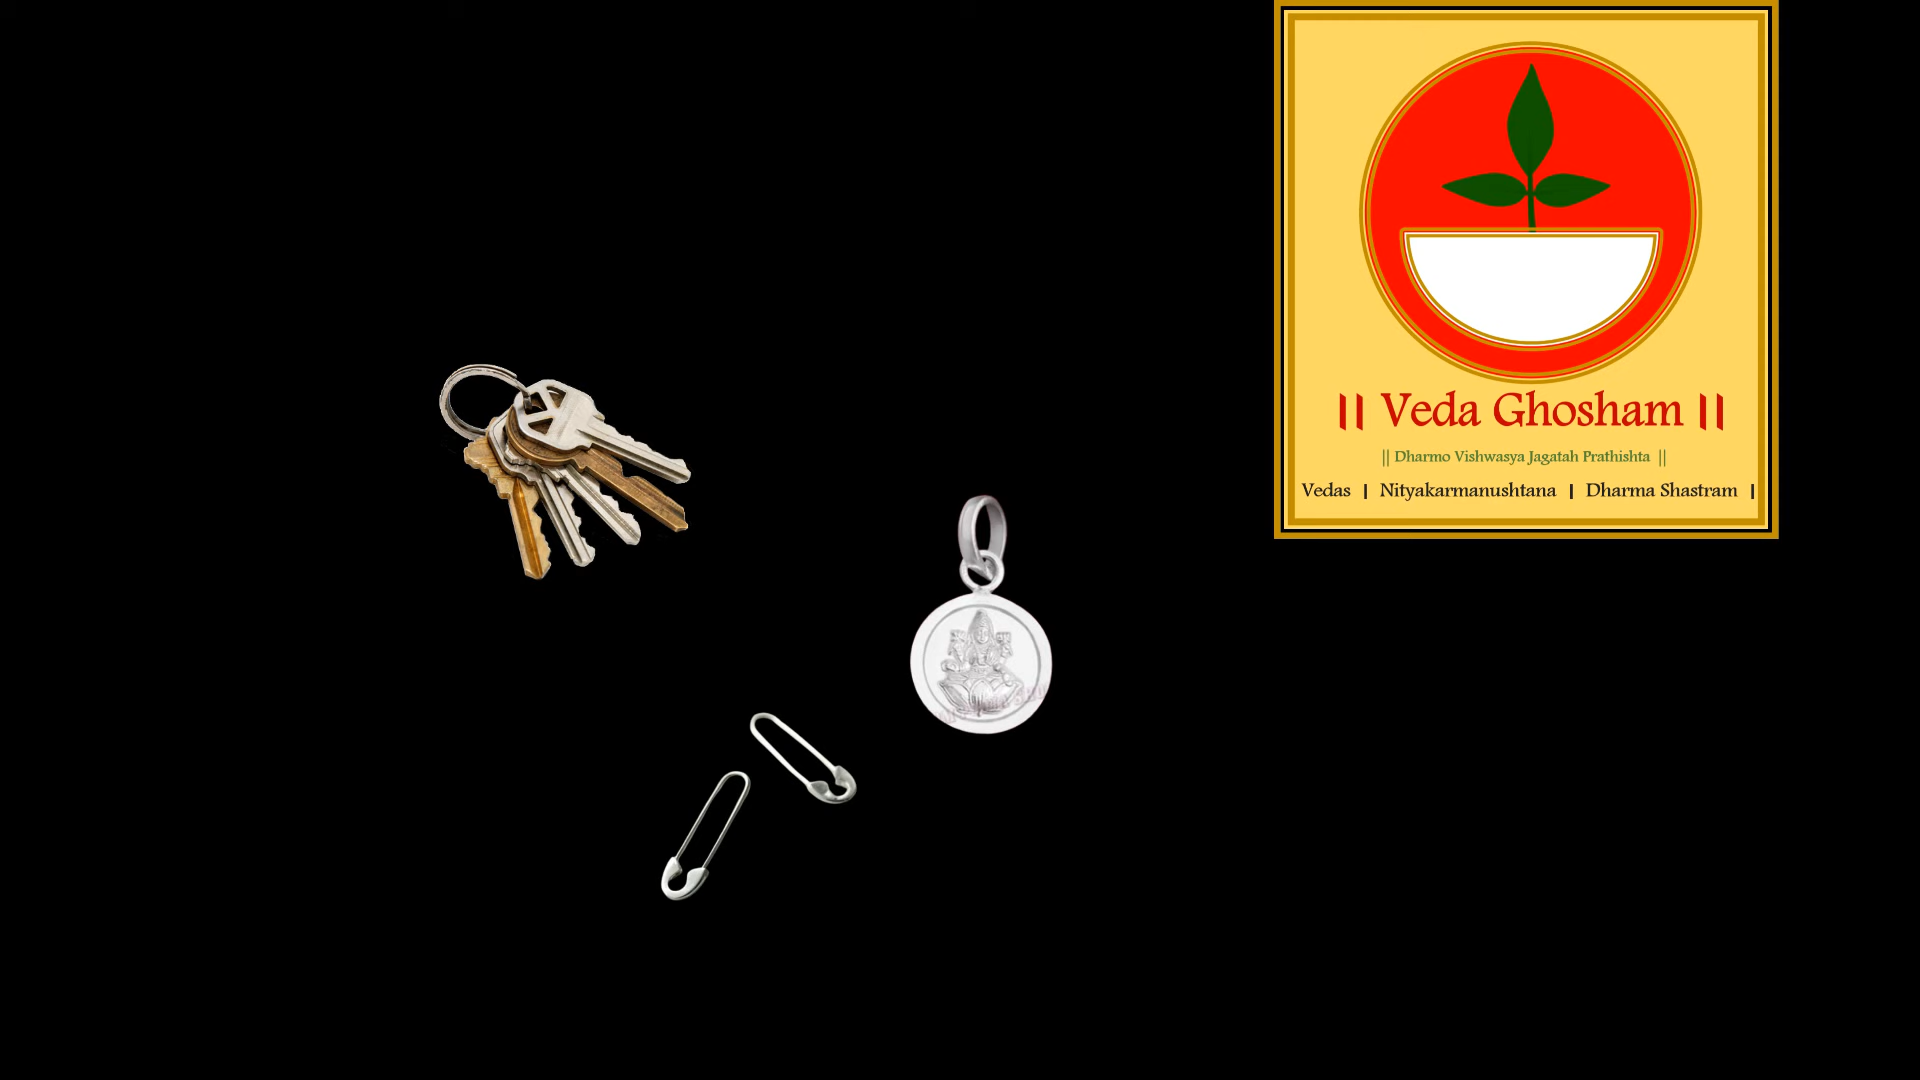 || Veda Ghosham ||
|| Dharmo Vishwasya Jagatah Prathishta ||
Vedas | Nityakarmanushtana | Dharma Shastram |